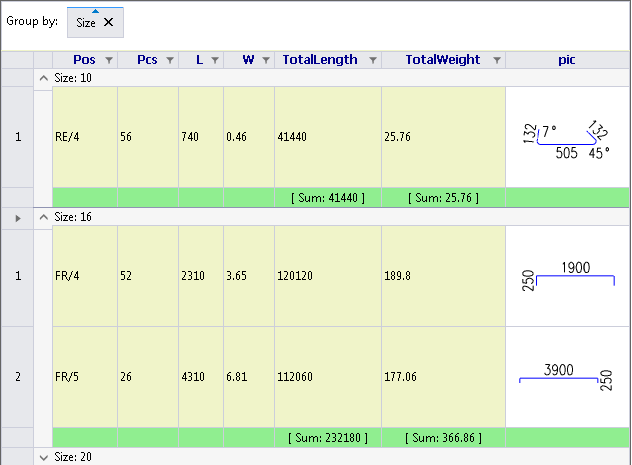 Group by: Size ✕
Pos Pcs L W TotalLength TotalWeight pic
Size: 10
1 RE/4 56 740 0.46 41440 25.76 132 7° 132 505 45°
[ Sum: 41440 ] [ Sum: 25.76 ]
Size: 16
1 FR/4 52 2310 3.65 120120 189.8 250 1900
2 FR/5 26 4310 6.81 112060 177.06 3900 250
[ Sum: 232180 ] [ Sum: 366.86 ]
Size: 20